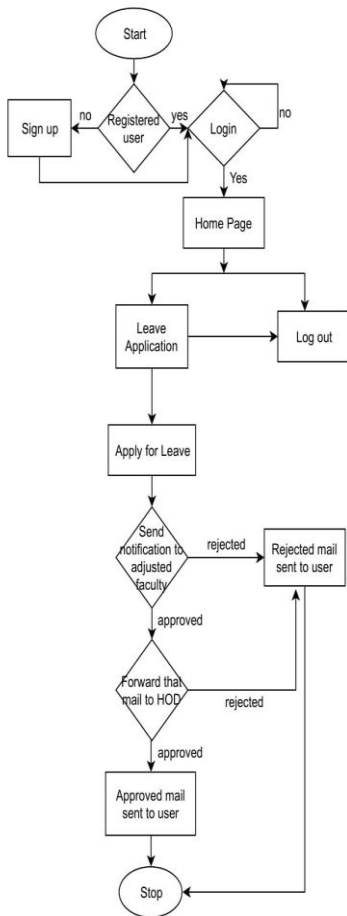 Start
Registered
user
no
yes
Sign up
Login
no
Yes
Home Page
Leave
Application
Log out
Apply for Leave
Send
notification to
adjusted
faculty
rejected
Rejected mail
sent to user
approved
Forward that
mail to HOD
rejected
approved
Approved mail
sent to user
Stop